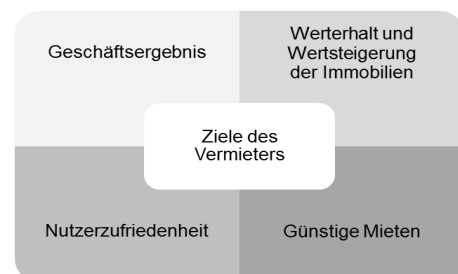 Geschäftsergebnis
Werterhalt und
Wertsteigerung
der Immobilien
Ziele des
Vermieters
Nutzerzufriedenheit
Günstige Mieten